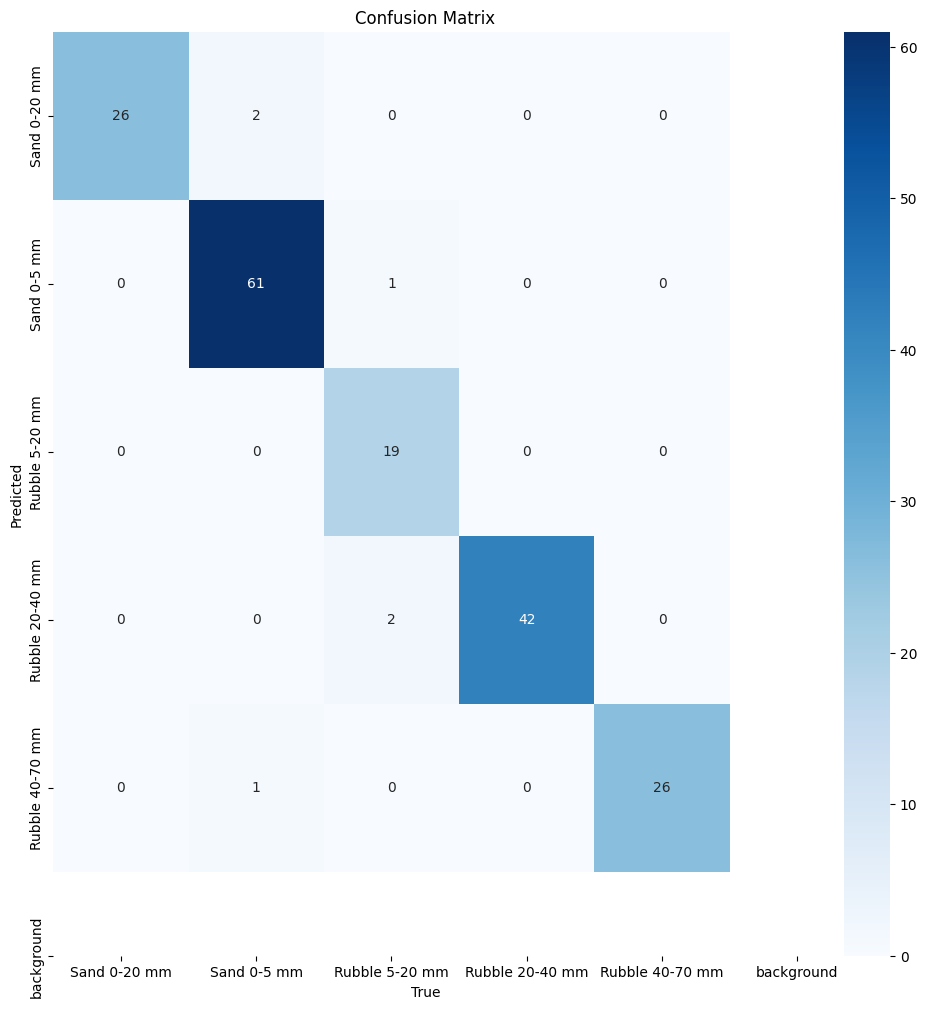 Confusion Matrix
Sand 0-20 mm
26 2 0 0 0
Sand 0-5 mm
0 61 1 0 0
Rubble 5-20 mm
0 0 19 0 0
Predicted
Rubble 20-40 mm
0 0 2 42 0
Rubble 40-70 mm
0 1 0 0 26
background
Sand 0-20 mm Sand 0-5 mm Rubble 5-20 mm Rubble 20-40 mm Rubble 40-70 mm background
True
60
50
40
30
20
10
0